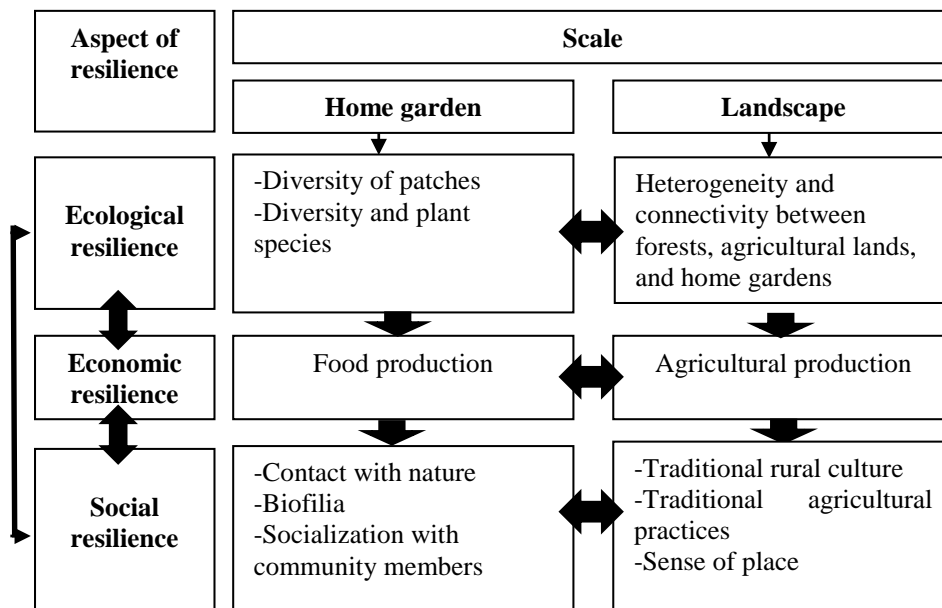 Aspect of
resilience
Scale
Home garden
Landscape
Ecological
resilience
-Diversity of patches
-Diversity and plant
species
Heterogeneity and
connectivity between
forests, agricultural lands,
and home gardens
Economic
resilience
Food production
Agricultural production
Social
resilience
-Contact with nature
-Biofilia
-Socialization with
community members
-Traditional rural culture
-Traditional agricultural
practices
-Sense of place